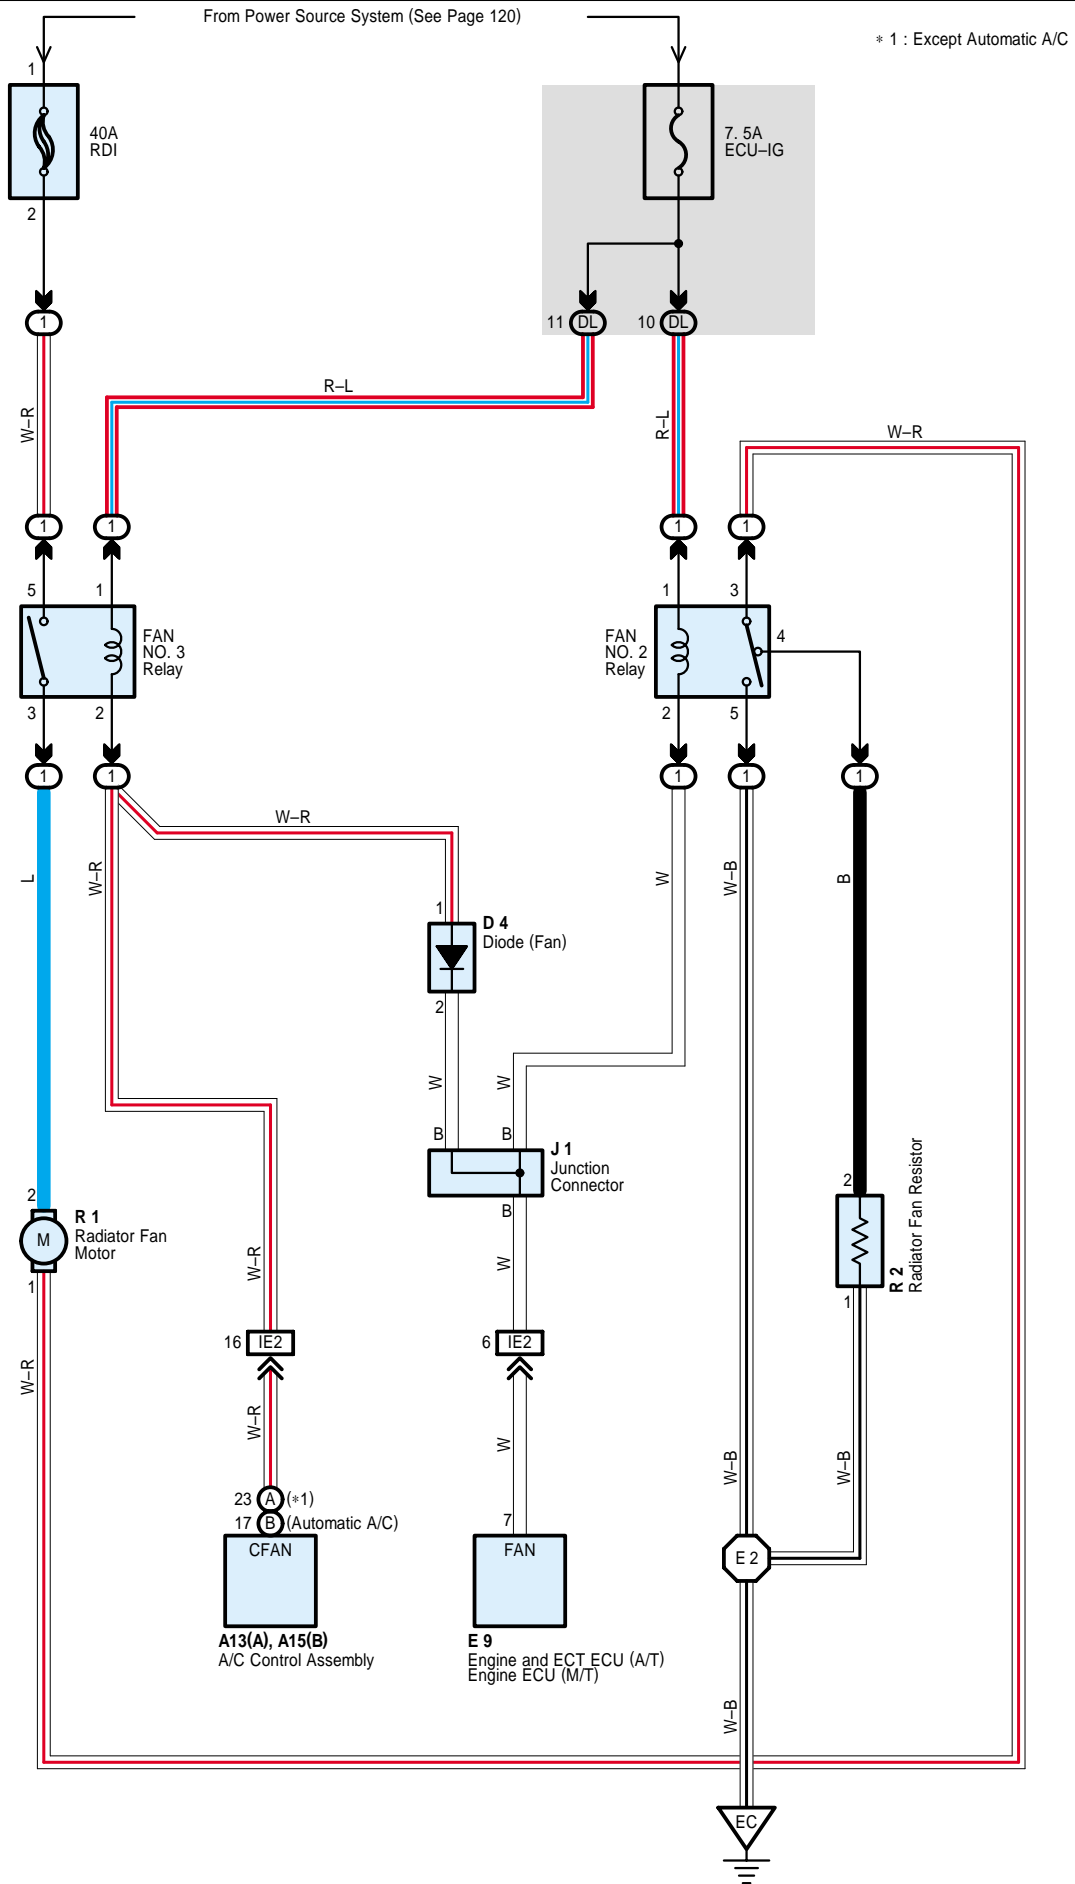 From Power Source System (See Page 120)
∗ 1 : Except Automatic A/C
1
40A
RDI
2
7. 5A
ECU–IG
1
11 DL
10 DL
R–L
W–R
R–L
W–R
1
1
1
1
5
1
1
3
FAN
NO. 3
Relay
FAN
NO. 2
Relay
4
3
2
2
5
1
1
1
1
1
W–R
L
W–R
W
W–B
B
1
D 4
Diode (Fan)
2
W
W
B
B
J 1
Junction
Connector
B
2
R 1
Radiator Fan
Motor
M
1
2
R 2
Radiator Fan Resistor
1
W–R
W
16 IE2
6 IE2
W–R
W–R
W
W–B
W–B
23 A (∗1)
17 B (Automatic A/C)
CFAN
7
FAN
E 2
A13(A), A15(B)
A/C Control Assembly
E 9
Engine and ECT ECU (A/T)
Engine ECU (M/T)
W–B
EC